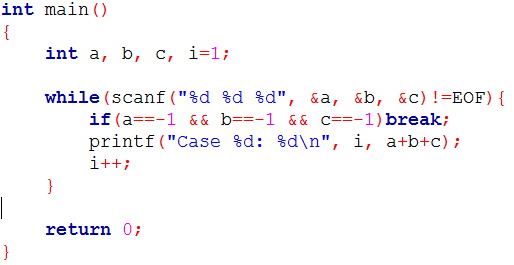 int main()
{
    int a, b, c, i=1;
    while(scanf("%d %d %d", &a, &b, &c)!=EOF){
        if(a==-1 && b==-1 && c==-1)break;
        printf("Case %d: %d\n", i, a+b+c);
        i++;
    }
    return 0;
}